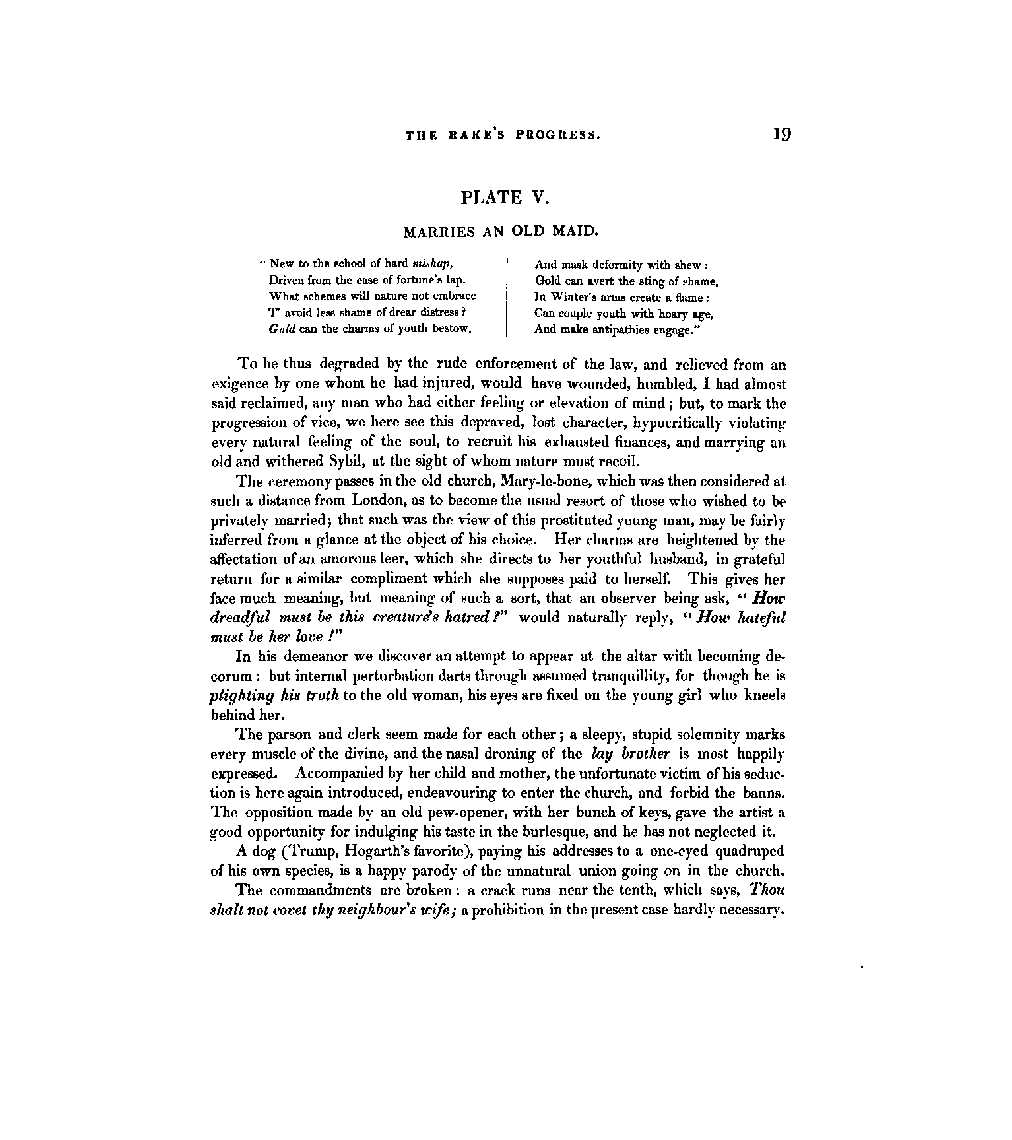 THE RAKE'S PROGRESS. 19
PLATE V.
MARRIES AN OLD MAID.
" New to the school of hard mishap,
Driven from the ease of fortune's lap.
What schemes will nature not embrace
T' avoid less shame of drear distress?
Gold can the charms of youth bestow,
And mask deformity with shew:
Gold can avert the sting of shame,
In Winter's arms create a flame:
Can couple youth with hoary age,
And make antipathies engage."
To be thus degraded by the rude enforcement of the law, and relieved from an
exigence by one whom he had injured, would have wounded, humbled, I had almost
said reclaimed, any man who had either feeling or elevation of mind; but, to mark the
progression of vice, we here see this depraved, lost character, hypocritically violating
every natural feeling of the soul, to recruit his exhausted finances, and marrying an
old and withered Sybil, at the sight of whom nature must recoil.
The ceremony passes in the old church, Mary-le-bone, which was then considered at
such a distance from London, as to become the usual resort of those who wished to be
privately married; that such was the view of this prostituted young man, may be fairly
inferred from a glance at the object of his choice. Her charms are heightened by the
affectation of an amorous leer, which she directs to her youthful husband, in grateful
return for a similar compliment which she supposes paid to herself. This gives her
face much meaning, but meaning of such a sort, that an observer being ask, " How
dreadful must be this creature's hatred?" would naturally reply, " How hateful
must be her love!"
In his demeanor we discover an attempt to appear at the altar with becoming de-
corum: but internal perturbation darts through assumed tranquillity, for though he is
plighting his troth to the old woman, his eyes are fixed on the young girl who kneels
behind her.
The parson and clerk seem made for each other; a sleepy, stupid solemnity marks
every muscle of the divine, and the nasal droning of the lay brother is most happily
expressed. Accompanied by her child and mother, the unfortunate victim of his seduc-
tion is here again introduced, endeavouring to enter the church, and forbid the banns.
The opposition made by an old pew-opener, with her bunch of keys, gave the artist a
good opportunity for indulging his taste in the burlesque, and he has not neglected it.
A dog (Trump, Hogarth's favorite), paying his addresses to a one-eyed quadruped
of his own species, is a happy parody of the unnatural union going on in the church.
The commandments are broken: a crack runs near the tenth, which says, Thou
shalt not covet thy neighbour's wife; a prohibition in the present case hardly necessary.